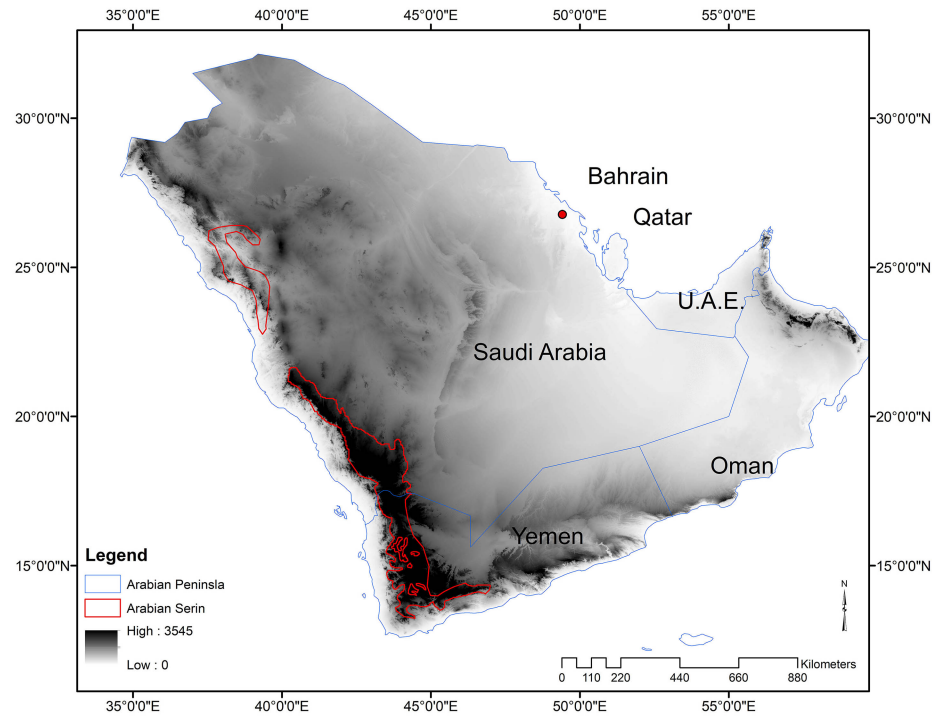 35°0'0"E 40°0'0"E 45°0'0"E 50°0'0"E 55°0'0"E
30°0'0"N 30°0'0"N
Bahrain
Qatar
25°0'0"N 25°0'0"N
U.A.E.
Saudi Arabia
20°0'0"N 20°0'0"N
Oman
Yemen
15°0'0"N 15°0'0"N
Legend
Arabian Peninsla
Arabian Serin
High : 3545
Low : 0
N
Kilometers
0 110 220 440 660 880
35°0'0"E 40°0'0"E 45°0'0"E 50°0'0"E 55°0'0"E